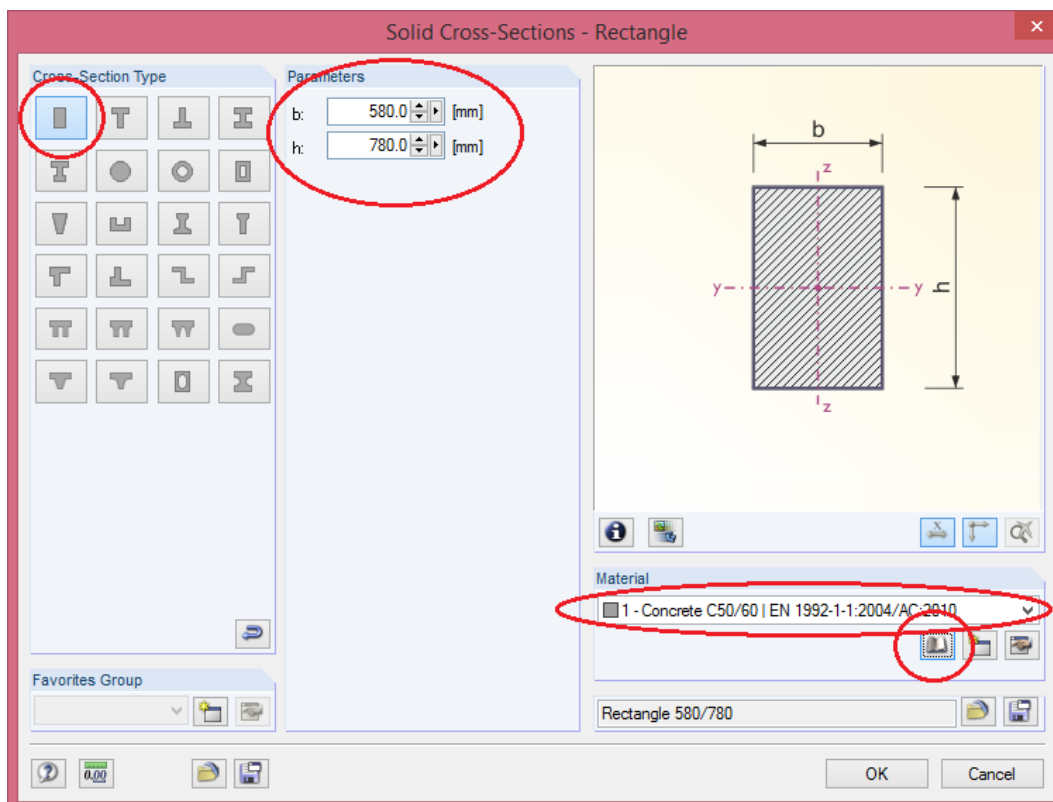 Solid Cross-Sections - Rectangle
Cross-Section Type
Parameters
b: 580.0 [mm]
h: 780.0 [mm]
b
z
y y
h
z
Material
1 - Concrete C50/60 | EN 1992-1-1:2004/AC:2010
Favorites Group
Rectangle 580/780
0.00
OK Cancel